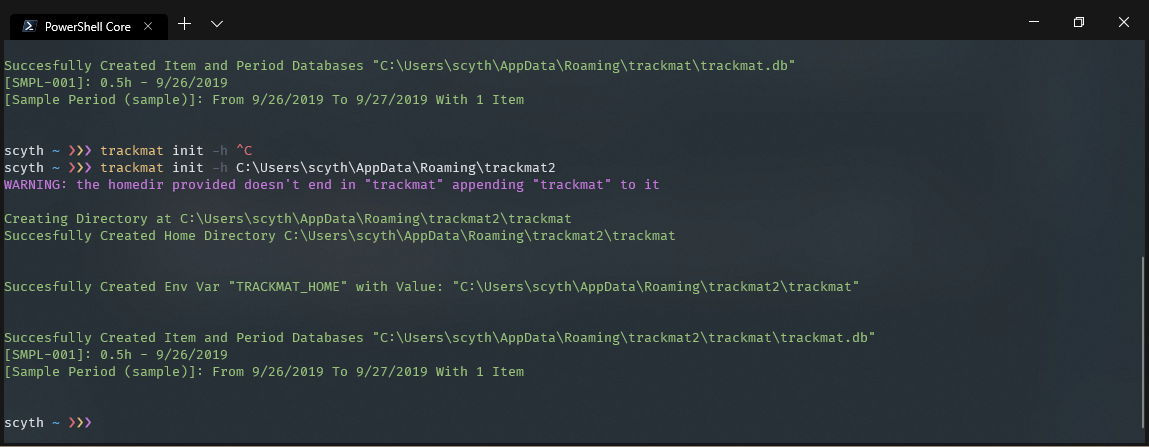 PowerShell Core
Succesfully Created Item and Period Databases "C:\Users\scyth\AppData\Roaming\trackmat\trackmat.db"
[SMPL-001]: 0.5h - 9/26/2019
[Sample Period (sample)]: From 9/26/2019 To 9/27/2019 With 1 Item
scyth ~ ❯❯❯ trackmat init -h ^C
scyth ~ ❯❯❯ trackmat init -h C:\Users\scyth\AppData\Roaming\trackmat2
WARNING: the homedir provided doesn't end in "trackmat" appending "trackmat" to it
Creating Directory at C:\Users\scyth\AppData\Roaming\trackmat2\trackmat
Succesfully Created Home Directory C:\Users\scyth\AppData\Roaming\trackmat2\trackmat
Succesfully Created Env Var "TRACKMAT_HOME" with Value: "C:\Users\scyth\AppData\Roaming\trackmat2\trackmat"
Succesfully Created Item and Period Databases "C:\Users\scyth\AppData\Roaming\trackmat2\trackmat\trackmat.db"
[SMPL-001]: 0.5h - 9/26/2019
[Sample Period (sample)]: From 9/26/2019 To 9/27/2019 With 1 Item
scyth ~ ❯❯❯